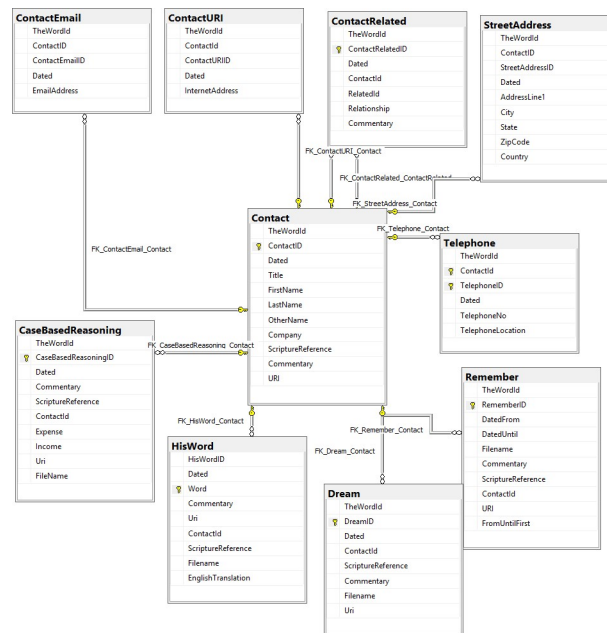 ContactEmail
TheWordId
ContactID
ContactEmailID
Dated
EmailAddress
ContactURI
TheWordId
ContactId
ContactURIID
Dated
InternetAddress
ContactRelated
TheWordId
ContactRelatedID
Dated
ContactId
RelatedId
Relationship
Commentary
StreetAddress
TheWordId
ContactID
StreetAddressID
Dated
AddressLine1
City
State
ZipCode
Country
FK_ContactURI_Contact
FK_ContactRelated_ContactRelated
FK_StreetAddress_Contact
FK_Telephone_Contact
FK_ContactEmail_Contact
Contact
TheWordId
ContactID
Dated
Title
FirstName
LastName
OtherName
Company
ScriptureReference
Commentary
URI
Telephone
TheWordId
ContactId
TelephoneID
Dated
TelephoneNo
TelephoneLocation
CaseBasedReasoning
TheWordId
CaseBasedReasoningID
Dated
Commentary
ScriptureReference
ContactId
Expense
Income
Uri
FileName
FK_CaseBasedReasoning_Contact
FK_HisWord_Contact
FK_Remember_Contact
FK_Dream_Contact
Remember
TheWordId
RememberID
DatedFrom
DatedUntil
Filename
Commentary
ScriptureReference
ContactId
URI
FromUntilFirst
HisWord
HisWordID
Dated
Word
Commentary
Uri
ContactId
ScriptureReference
Filename
EnglishTranslation
Dream
TheWordId
DreamID
Dated
ContactId
ScriptureReference
Commentary
Filename
Uri